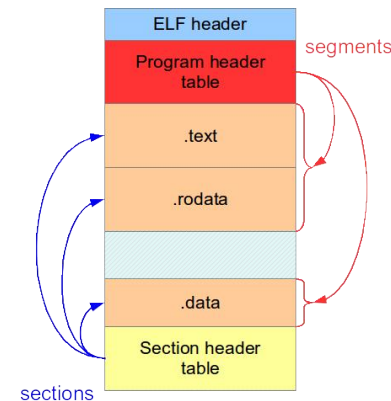 ELF header
segments
Program header
table
.text
.rodata
.data
Section header
table
sections